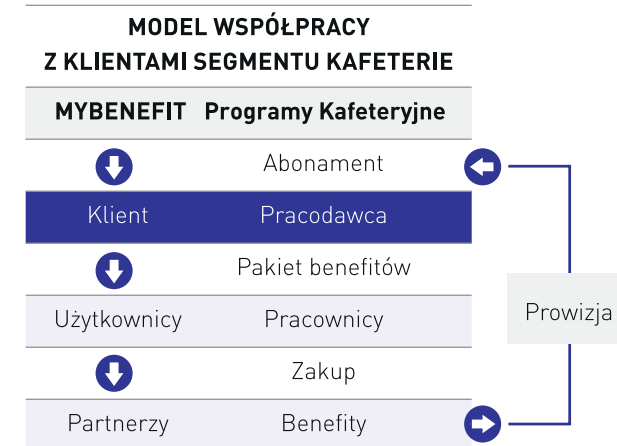 MODEL WSPÓŁPRACY
Z KLIENTAMI SEGMENTU KAFETERIE
MYBENEFIT Programy Kafeteryjne
Abonament
Klient Pracodawca
Pakiet benefitów
Użytkownicy Pracownicy
Prowizja
Zakup
Partnerzy Benefity